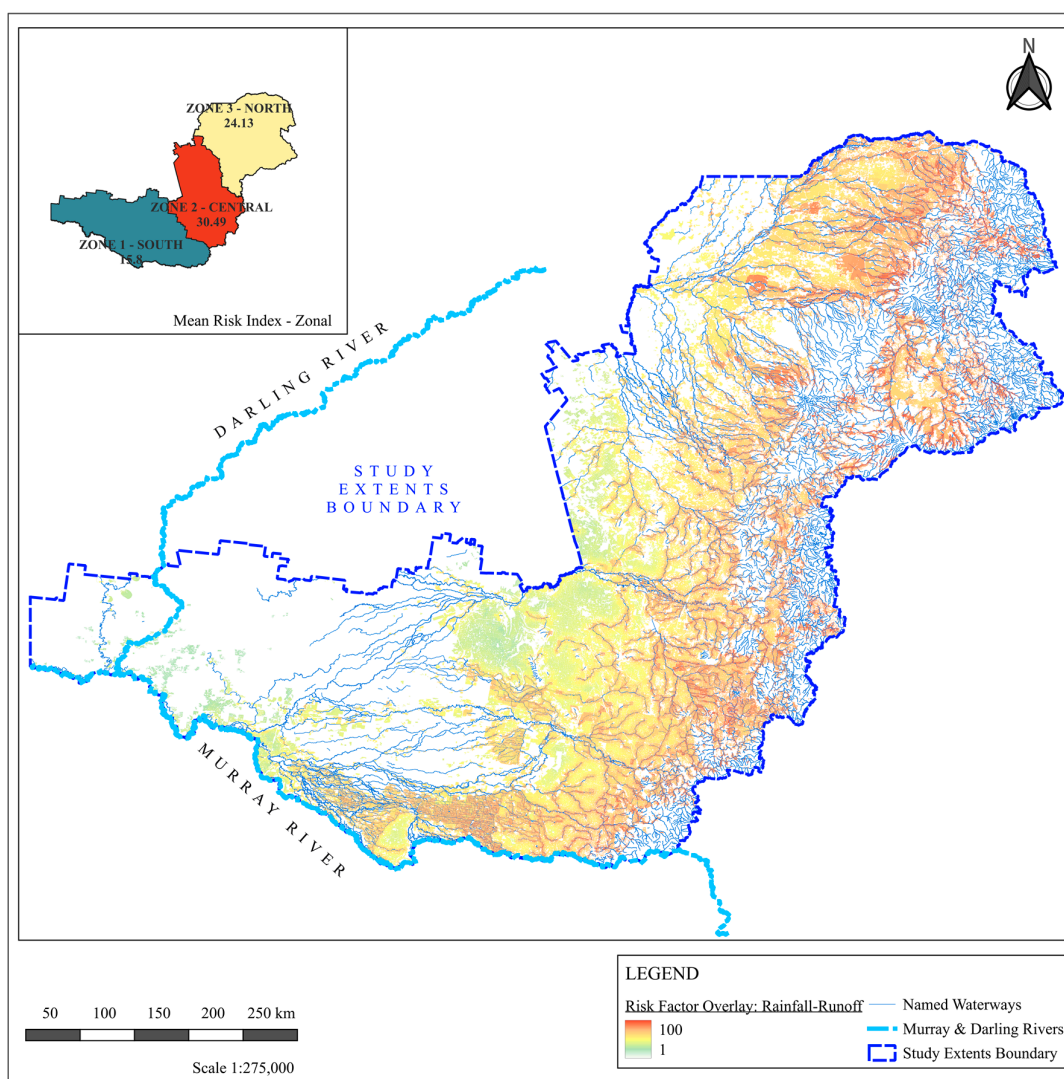 N
ZONE 3 - NORTH
24.13
ZONE 2 - CENTRAL
30.49
ZONE 1 - SOUTH
15.8
Mean Risk Index - Zonal
DARLING RIVER
STUDY
EXTENTS
BOUNDARY
MURRAY RIVER
50 100 150 200 250 km
Scale 1:275,000
LEGEND
Risk Factor Overlay: Rainfall-Runoff
100
1
Named Waterways
Murray & Darling Rivers
Study Extents Boundary